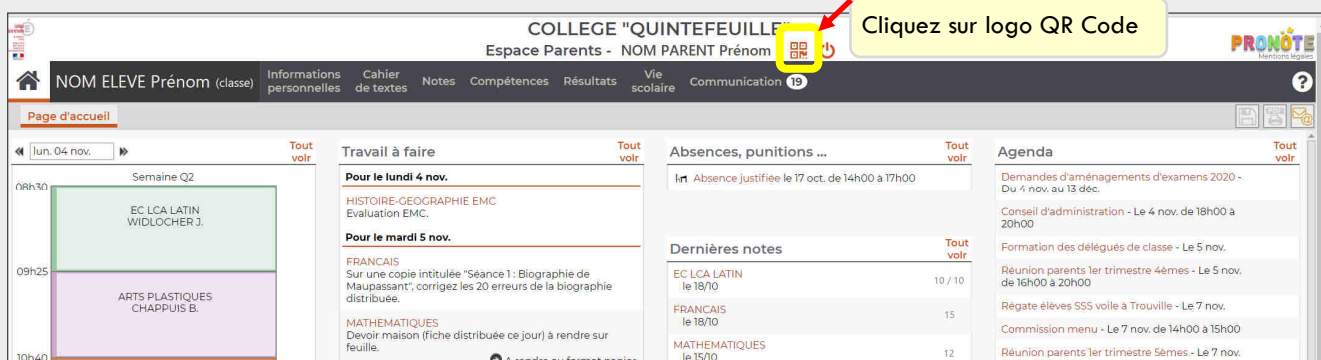 COLLEGE "QUINTEFEUILLE"
Cliquez sur logo QR Code
Espace Parents - NOM PARENT Prénom
PRONOTE
Mentions légales
NOM ELEVE Prénom (classe)
Informations personnelles
Cahier de textes
Notes
Compétences
Résultats
Vie scolaire
Communication 19
?
Page d'accueil
lun. 04 nov.
Tout voir
Semaine Q2
08h30
EC LCA LATIN
WIDLOCHER J.
09h25
ARTS PLASTIQUES
CHAPPUIS B.
10h40
Travail à faire
Tout voir
Pour le lundi 4 nov.
HISTOIRE-GEOGRAPHIE EMC
Evaluation EMC.
Pour le mardi 5 nov.
FRANCAIS
Sur une copie intitulée "Séance 1 : Biographie de
Maupassant", corrigez les 20 erreurs de la biographie
distribuée.
MATHEMATIQUES
Devoir maison (fiche distribuée ce jour) à rendre sur
feuille.
A rendre au format papier
Absences, punitions ...
Tout voir
Absence justifiée le 17 oct. de 14h00 à 17h00
Dernières notes
Tout voir
EC LCA LATIN
le 18/10
10 / 10
FRANCAIS
le 18/10
15
MATHEMATIQUES
le 15/10
12
Agenda
Tout voir
Demandes d'aménagements d'examens 2020 -
Du 4 nov. au 13 déc.
Conseil d'administration - Le 4 nov. de 18h00 à
20h00
Formation des délégués de classe - Le 5 nov.
Réunion parents 1er trimestre 4èmes - Le 5 nov.
de 16h00 à 20h00
Régate élèves SSS voile à Trouville - Le 7 nov.
Commission menu - Le 7 nov. de 14h00 à 15h00
Réunion parents 1er trimestre 5èmes - Le 7 nov.